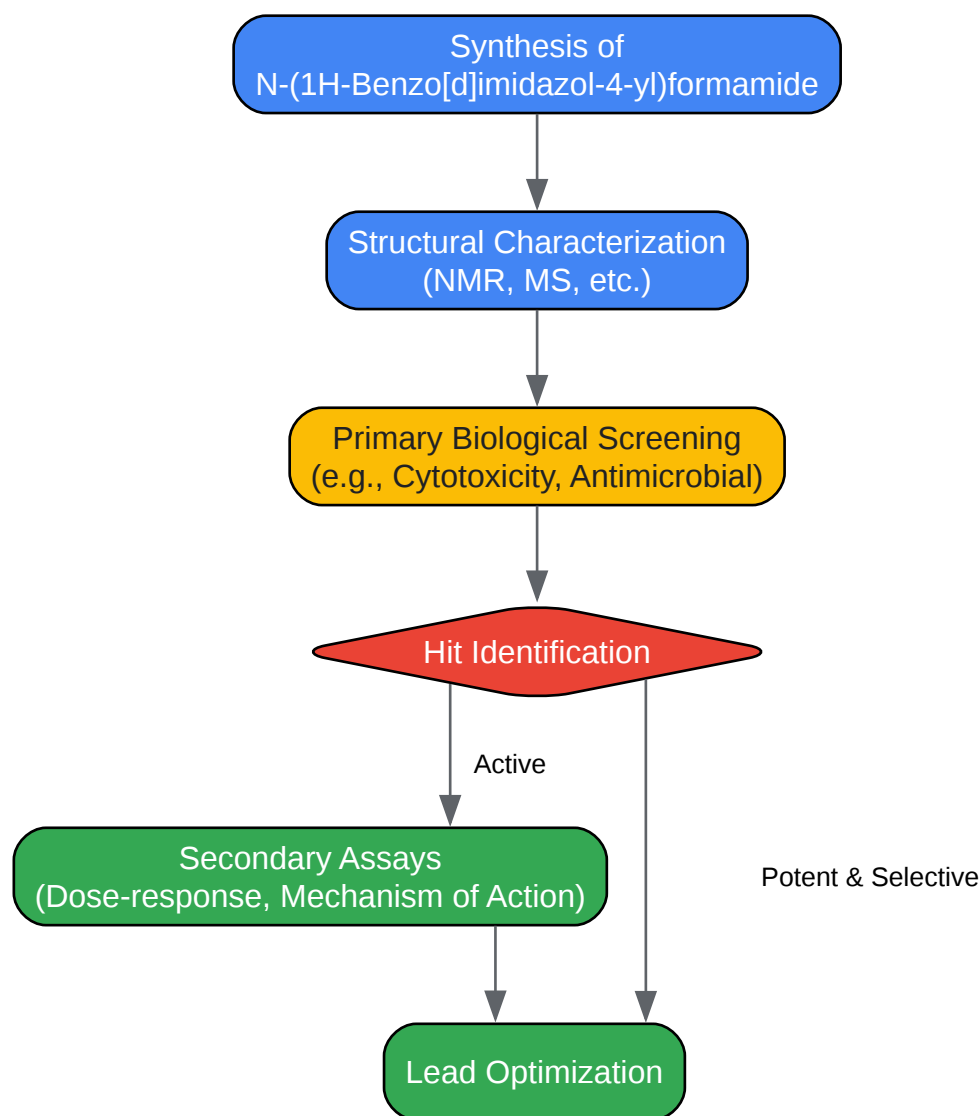 Synthesis of
N-(1H-Benzo[d]imidazol-4-yl)formamide
Structural Characterization
(NMR, MS, etc.)
Primary Biological Screening
(e.g., Cytotoxicity, Antimicrobial)
Hit Identification
Active
Secondary Assays
(Dose-response, Mechanism of Action)
Potent & Selective
Lead Optimization